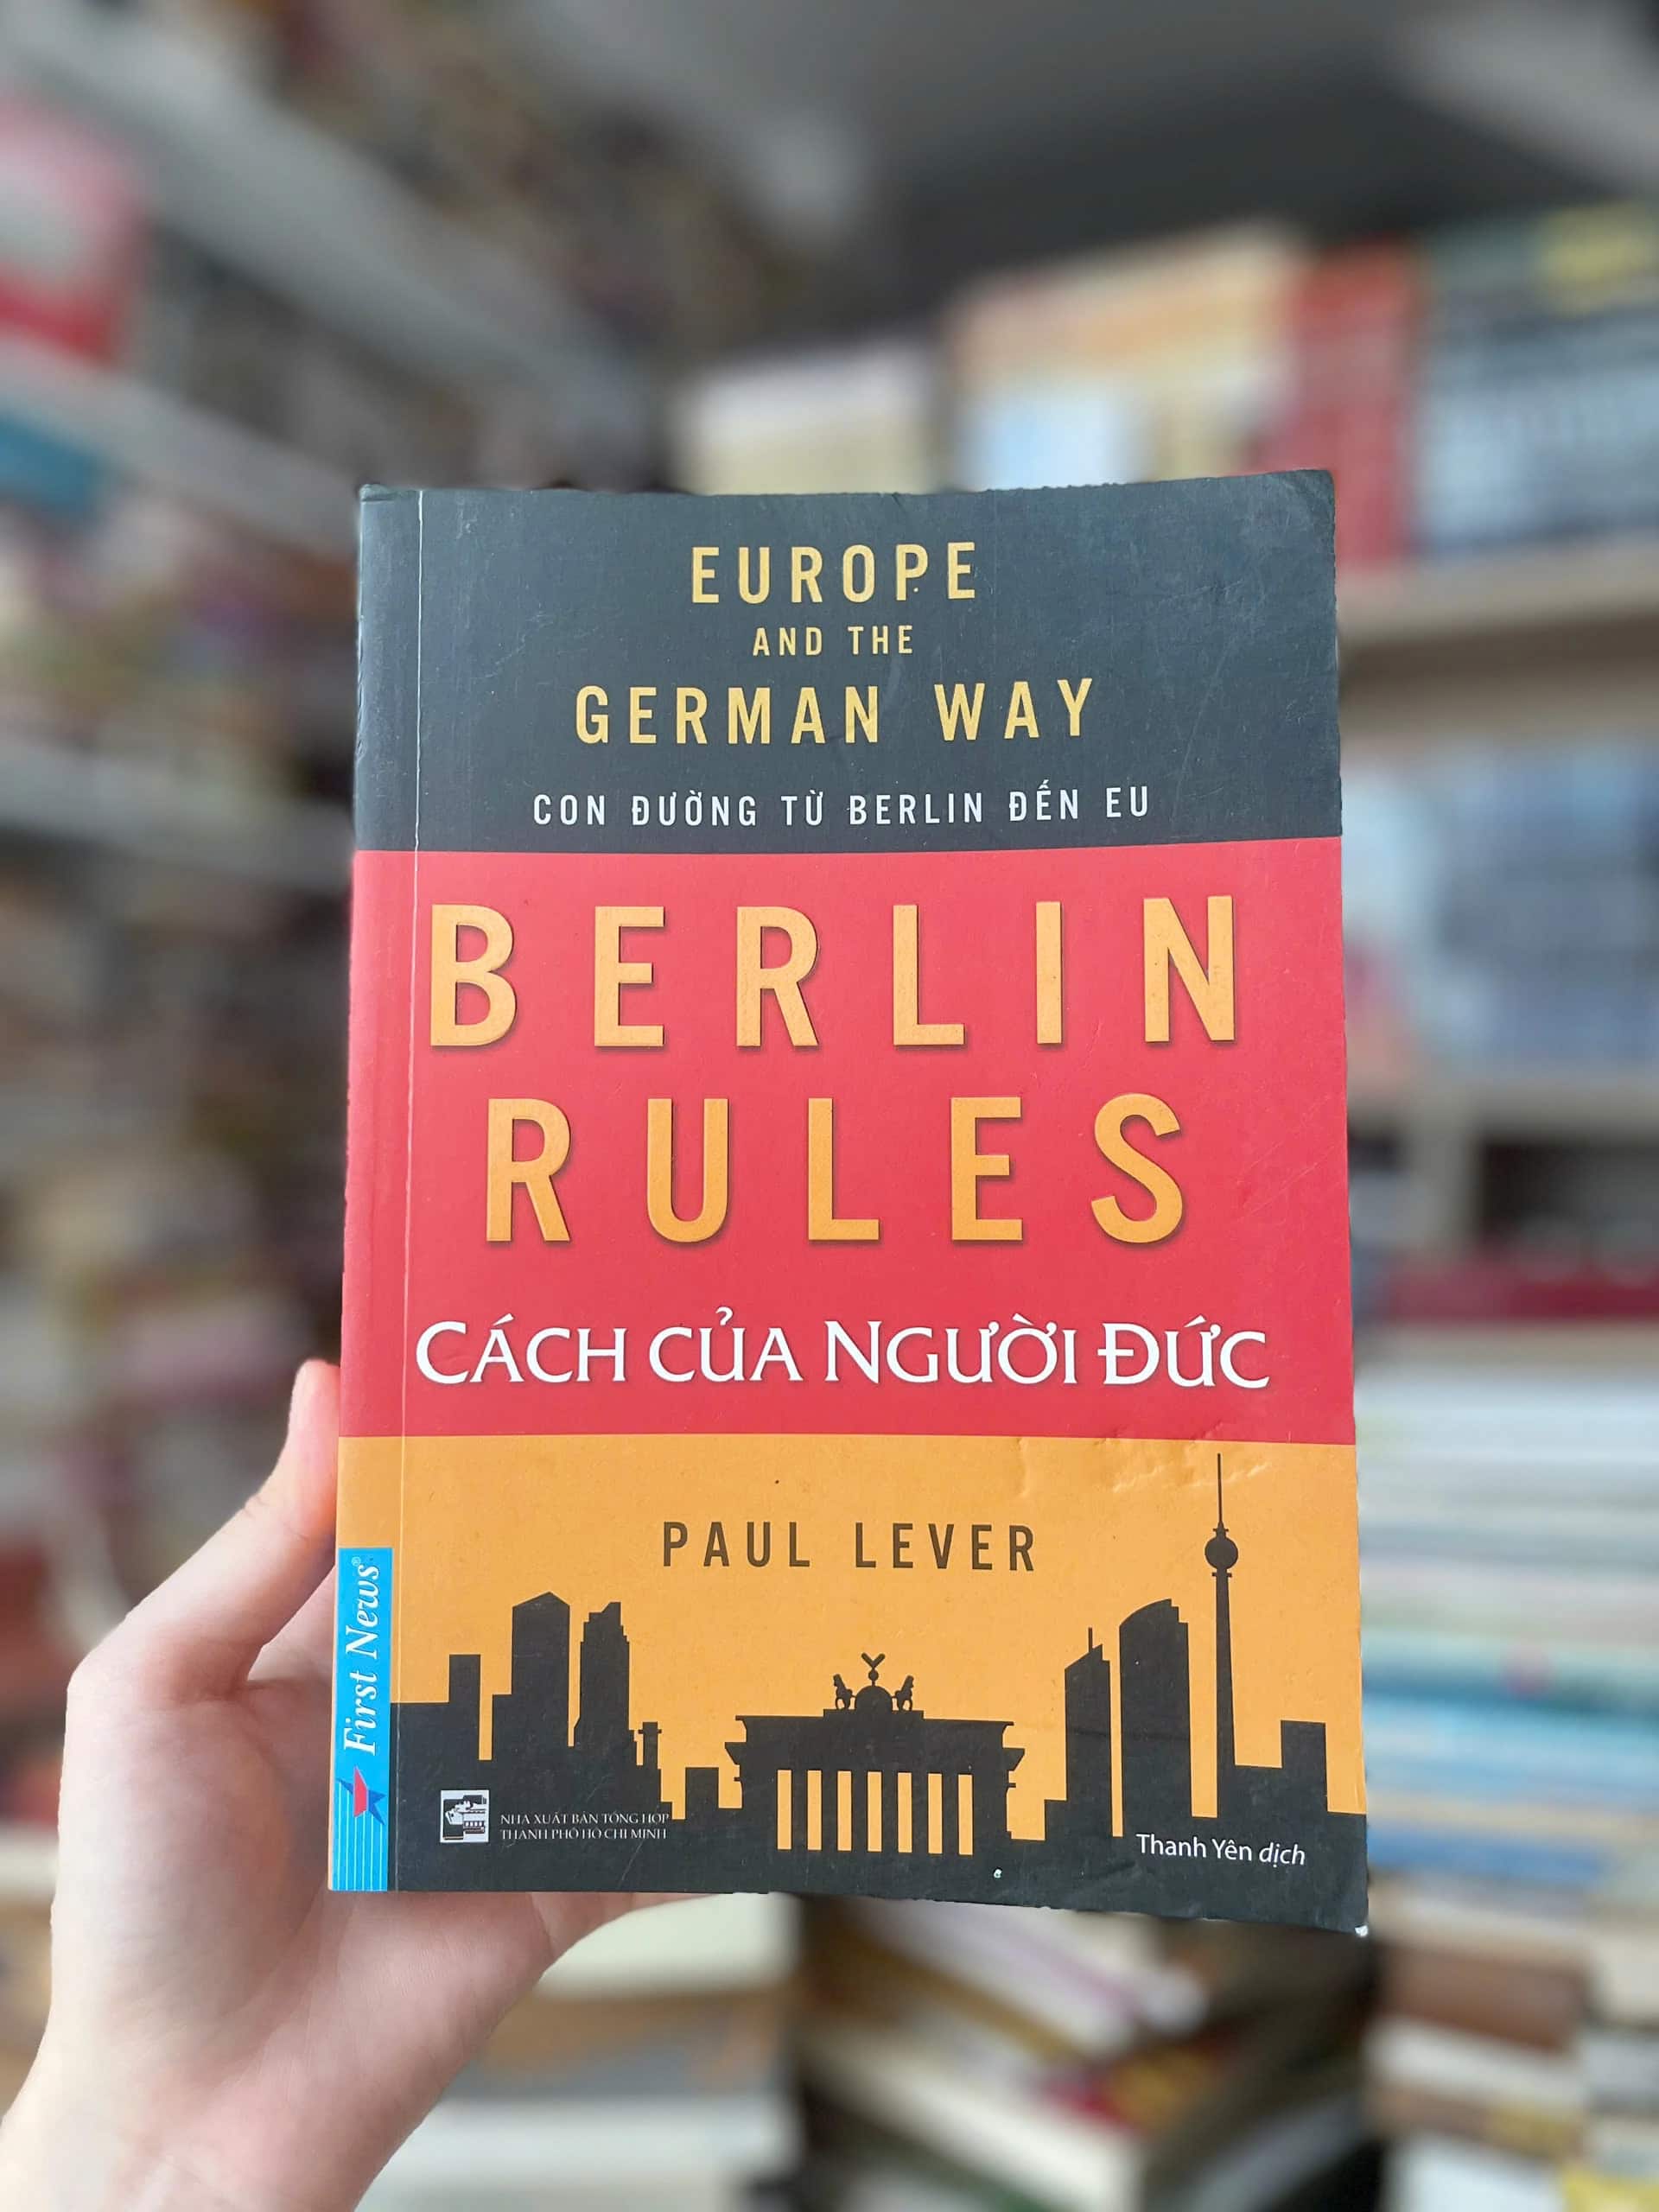 EUROPE
AND THE
GERMAN WAY
CON ĐƯỜNG TỪ BERLIN ĐẾN EU
BERLIN
RULES
CÁCH CỦA NGƯỜI ĐỨC
PAUL LEVER
First News®
NHÀ XUẤT BẢN TỔNG HỢP
THÀNH PHỐ HỒ CHÍ MINH
Thanh Yên dịch